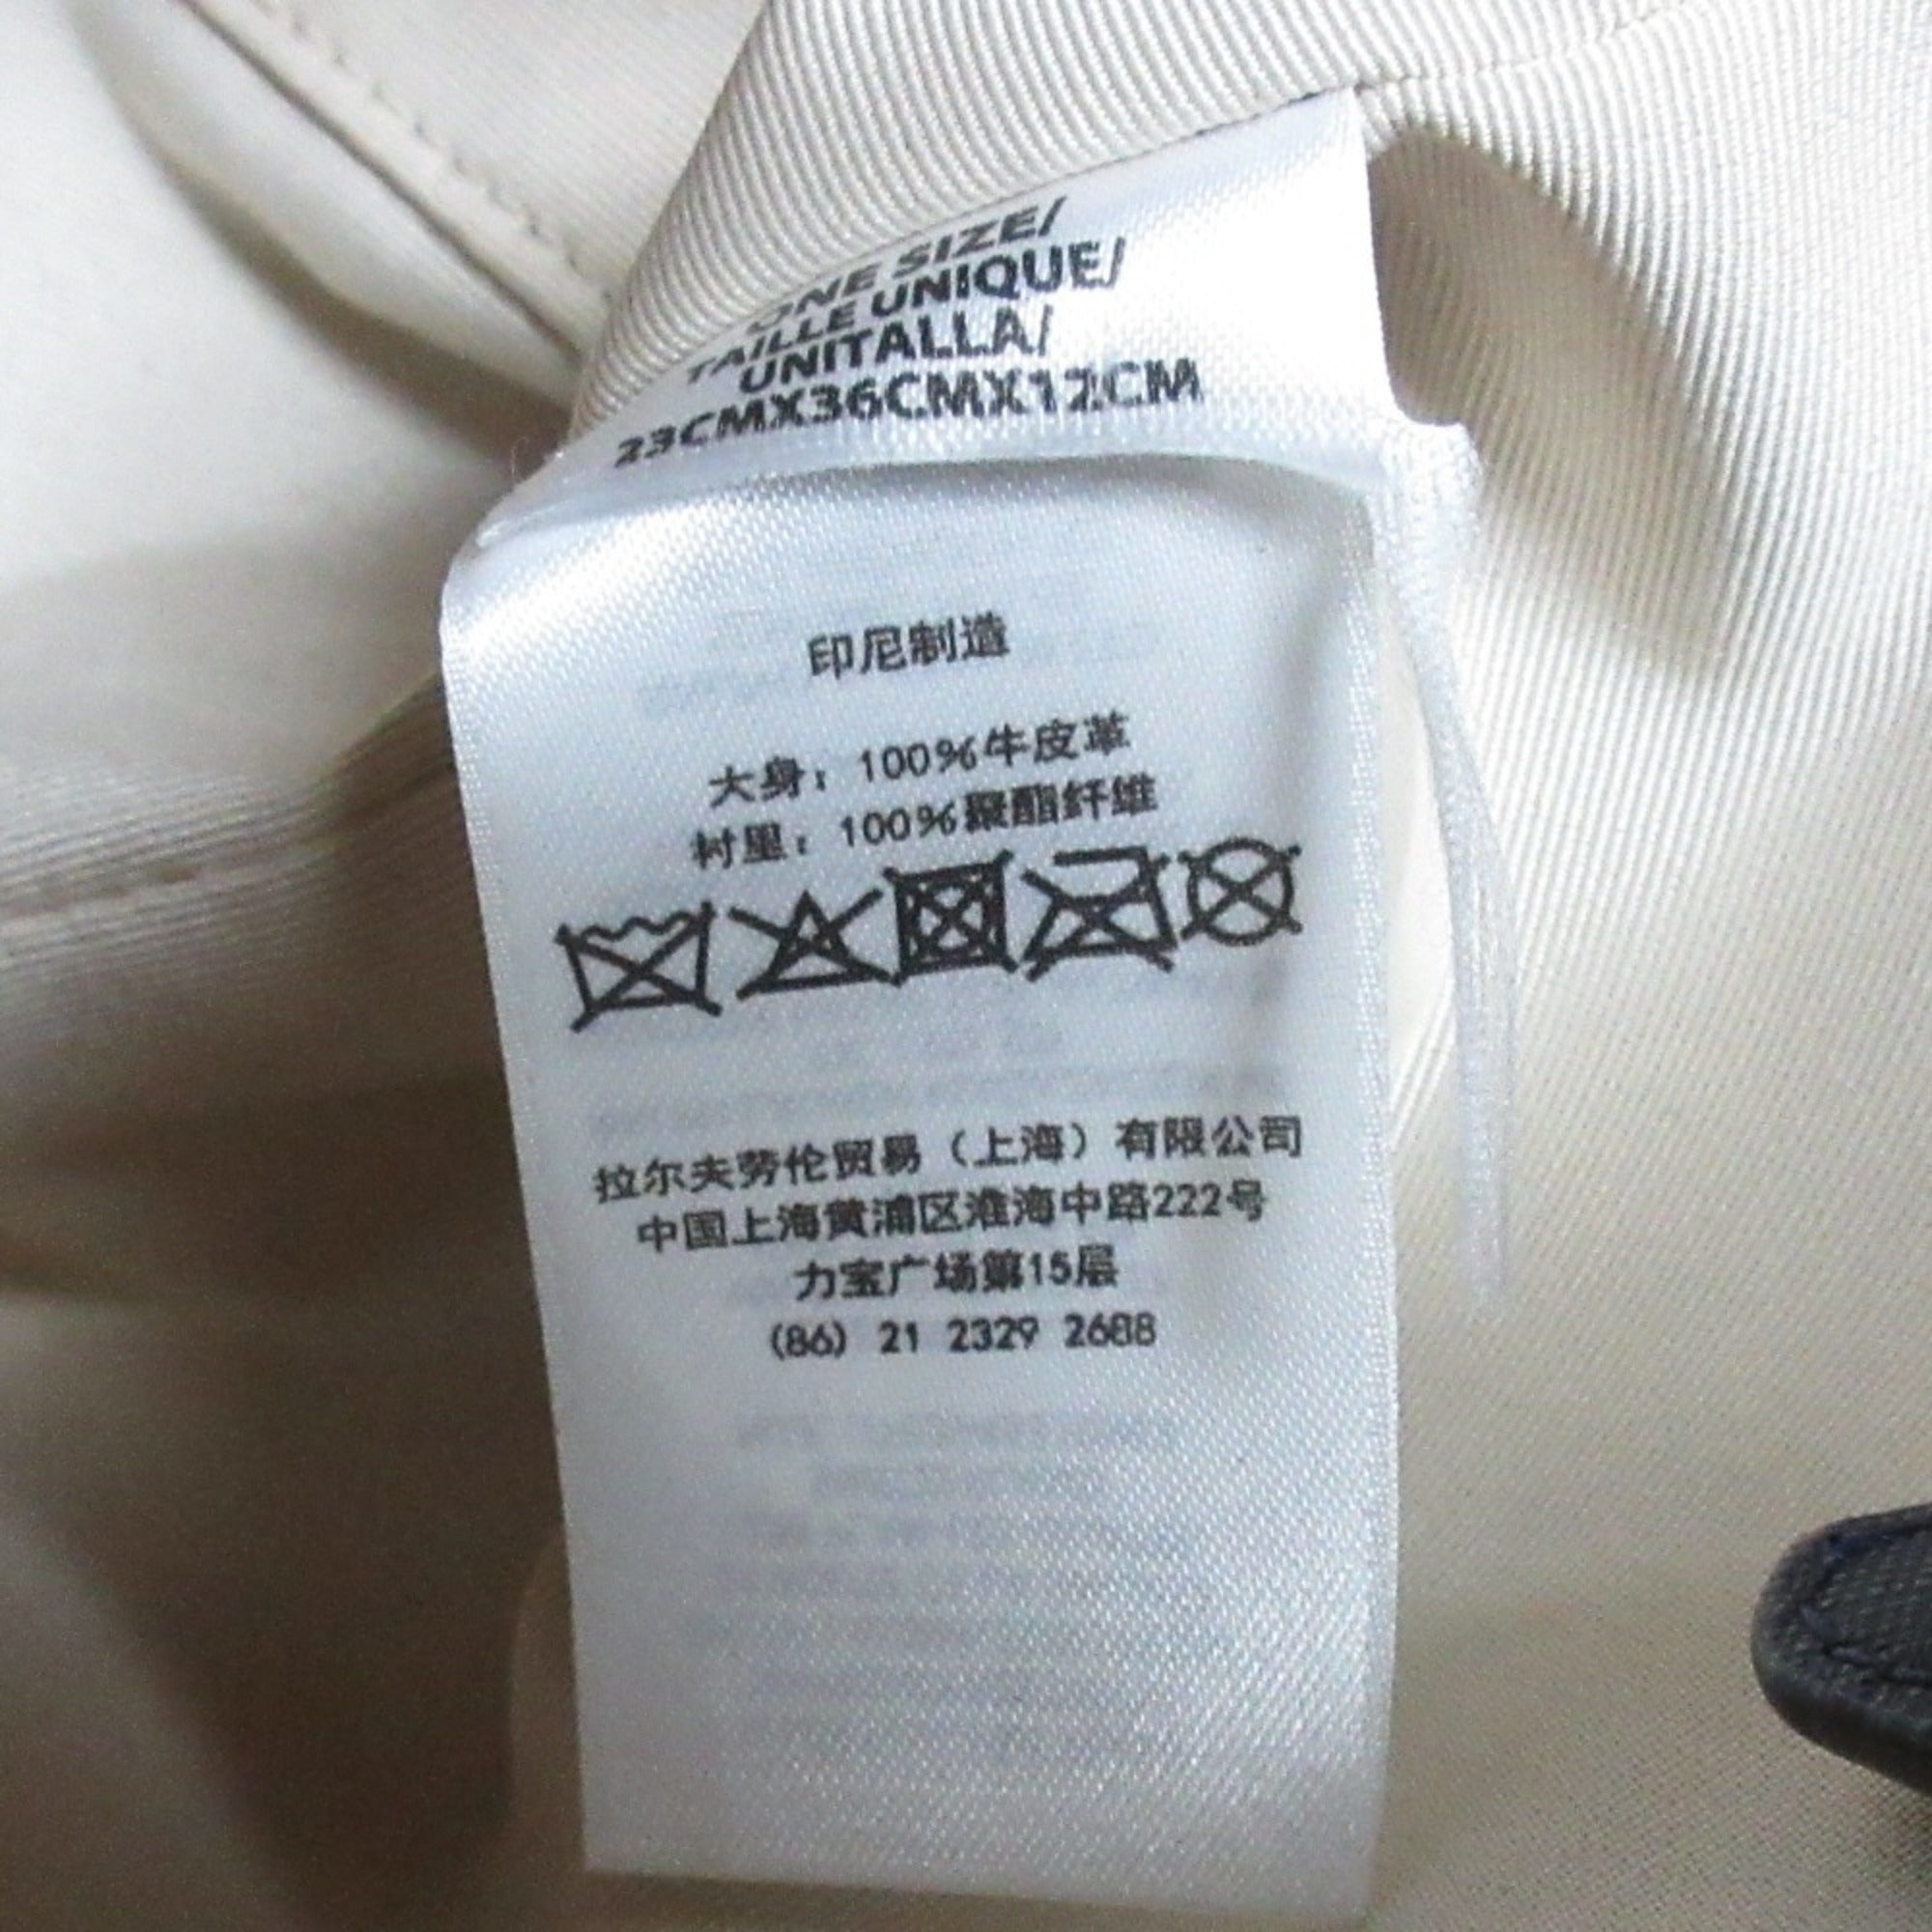 ONE SIZE/
TAILLE UNIQUE/
UNITALLA/
23CMX36CMX12CM
印尼制造
大身：100%牛皮革
衬里：100%聚酯纤维
拉尔夫劳伦贸易（上海）有限公司
中国上海黄浦区淮海中路222号
力宝广场第15层
(86) 21 2329 2688